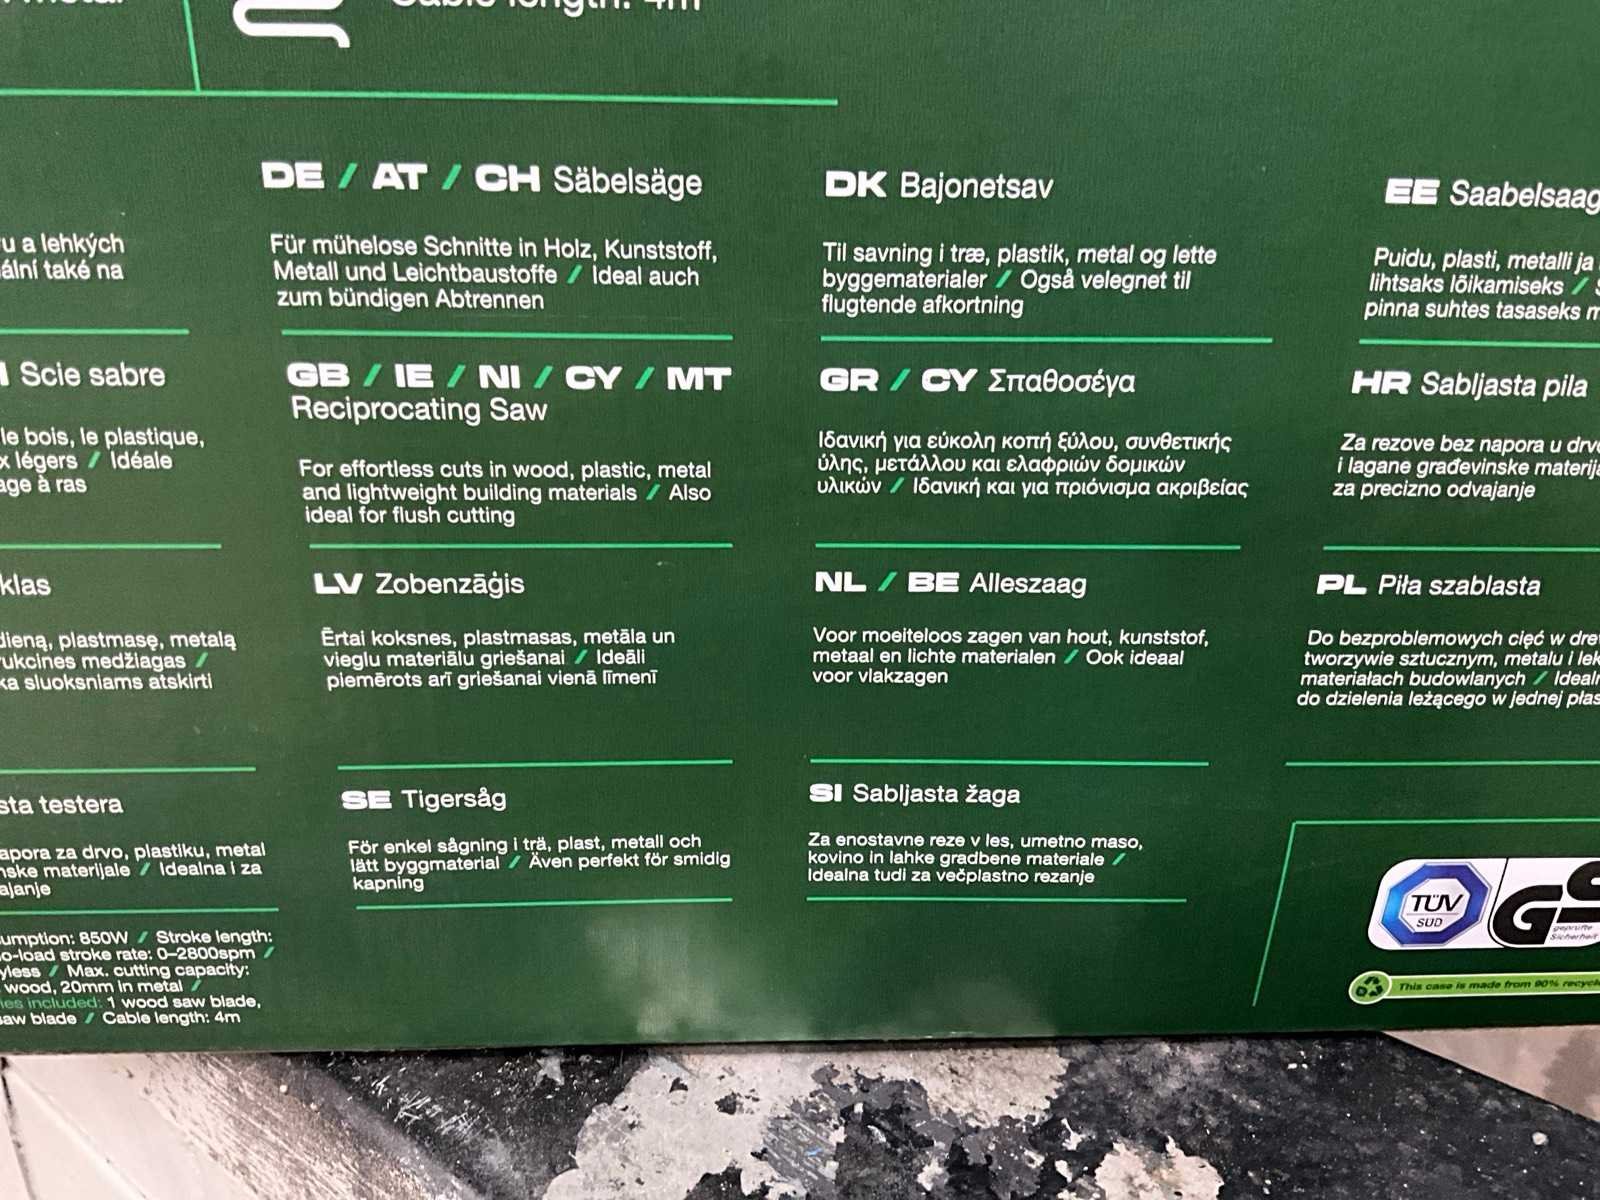 Cable length: 4m
DE / AT / CH Säbelsäge
Für mühelose Schnitte in Holz, Kunststoff,
Metall und Leichtbaustoffe / Ideal auch
zum bündigen Abtrennen
DK Bajonetsav
Til savning i træ, plastik, metal og lette
byggematerialer / Også velegnet til
flugtende afkortning
EE Saabelsaag
Puidu, plasti, metalli ja
lihtsaks lõikamiseks /
pinna suhtes tasaseks
u a lehkých
ální také na
Scie sabre
le bois, le plastique,
x légers / Idéale
age à ras
GB / IE / NI / CY / MT
Reciprocating Saw
For effortless cuts in wood, plastic, metal
and lightweight building materials / Also
ideal for flush cutting
GR / CY Σπαθοσέγα
Ιδανική για εύκολη κοπή ξύλου, συνθετικής
ύλης, μετάλλου και ελαφριών δομικών
υλικών / Ιδανική και για πριόνισμα ακριβείας
HR Sabljasta pila
Za rezove bez napora u drv
i lagane građevinske materij
za precizno odvajanje
klas
dieną, plastmasę, metalą
ukcines medžiagas /
ka sluoksniams atskirti
LV Zobenzāģis
Ērtai koksnes, plastmasas, metāla un
vieglu materiālu griešanai / Ideāli
piemērots arī griešanai vienā līmenī
NL / BE Alleszaag
Voor moeiteloos zagen van hout, kunststof,
metaal en lichte materialen / Ook ideaal
voor vlakzagen
PL Piła szablasta
Do bezproblemowych cięć w dre
tworzywie sztucznym, metalu i lek
materiałach budowlanych / Ideal
do dzielenia leżącego w jednej płas
sta testera
apora za drvo, plastiku, metal
nske materijale / Idealna i za
ajanje
SE Tigersåg
För enkel sågning i trä, plast, metall och
lätt byggmaterial / Även perfekt för smidig
kapning
SI Sabljasta žaga
Za enostavne reze v les, umetno maso,
kovino in lahke gradbene materiale /
Idealna tudi za večplastno rezanje
umption: 850W / Stroke length:
o-load stroke rate: 0–2800spm /
yless / Max. cutting capacity:
wood, 20mm in metal /
ies included: 1 wood saw blade,
saw blade / Cable length: 4m
TÜV
SÜD
GS
geprüfte
Sicherheit
This case is made from 90% recycl